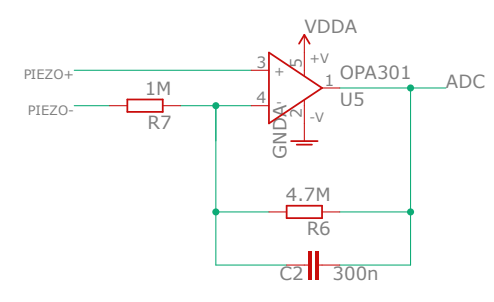 VDDA
+V
5
3
PIEZO+
+
1
OPA301
ADC
1M
PIEZO-
4
-
U5
R7
2
-V
GNDA
4.7M
R6
C2
300n